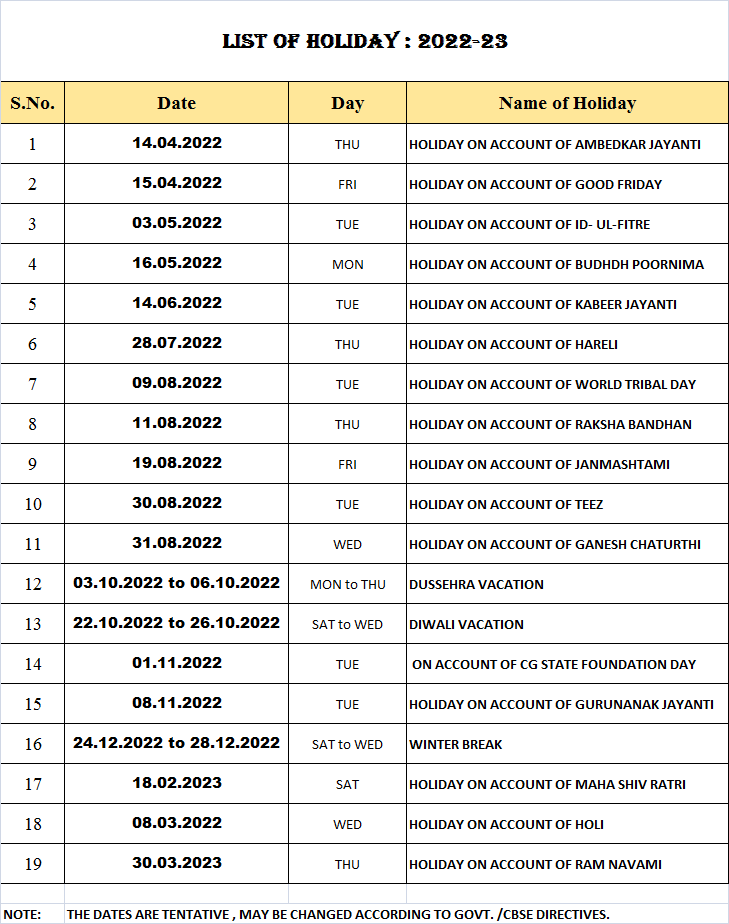 LIST OF HOLIDAY : 2022-23
S.No. Date Day Name of Holiday
1 14.04.2022 THU HOLIDAY ON ACCOUNT OF AMBEDKAR JAYANTI
2 15.04.2022 FRI HOLIDAY ON ACCOUNT OF GOOD FRIDAY
3 03.05.2022 TUE HOLIDAY ON ACCOUNT OF ID- UL-FITRE
4 16.05.2022 MON HOLIDAY ON ACCOUNT OF BUDHDH POORNIMA
5 14.06.2022 TUE HOLIDAY ON ACCOUNT OF KABEER JAYANTI
6 28.07.2022 THU HOLIDAY ON ACCOUNT OF HARELI
7 09.08.2022 TUE HOLIDAY ON ACCOUNT OF WORLD TRIBAL DAY
8 11.08.2022 THU HOLIDAY ON ACCOUNT OF RAKSHA BANDHAN
9 19.08.2022 FRI HOLIDAY ON ACCOUNT OF JANMASHTAMI
10 30.08.2022 TUE HOLIDAY ON ACCOUNT OF TEEZ
11 31.08.2022 WED HOLIDAY ON ACCOUNT OF GANESH CHATURTHI
12 03.10.2022 to 06.10.2022 MON to THU DUSSEHRA VACATION
13 22.10.2022 to 26.10.2022 SAT to WED DIWALI VACATION
14 01.11.2022 TUE ON ACCOUNT OF CG STATE FOUNDATION DAY
15 08.11.2022 TUE HOLIDAY ON ACCOUNT OF GURUNANAK JAYANTI
16 24.12.2022 to 28.12.2022 SAT to WED WINTER BREAK
17 18.02.2023 SAT HOLIDAY ON ACCOUNT OF MAHA SHIV RATRI
18 08.03.2022 WED HOLIDAY ON ACCOUNT OF HOLI
19 30.03.2023 THU HOLIDAY ON ACCOUNT OF RAM NAVAMI
NOTE: THE DATES ARE TENTATIVE , MAY BE CHANGED ACCORDING TO GOVT. /CBSE DIRECTIVES.